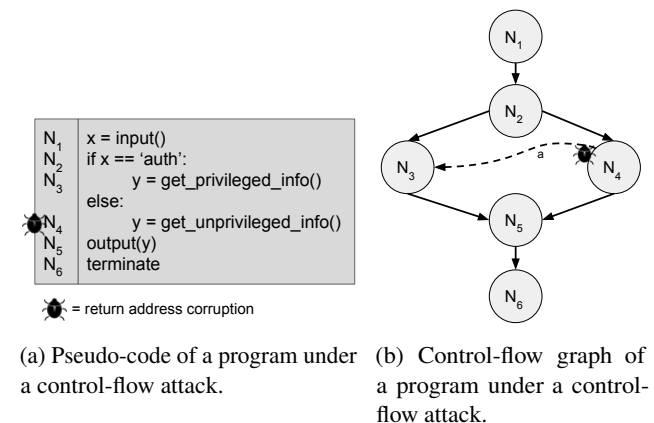 N1 x = input()
N2 if x == ‘auth’:
N3 y = get_privileged_info()
else:
N4 y = get_unprivileged_info()
N5 output(y)
N6 terminate
= return address corruption
N1
N2
a
N3
N4
N5
N6
(a) Pseudo-code of a program under
a control-flow attack.
(b) Control-flow graph of
a program under a control-
flow attack.